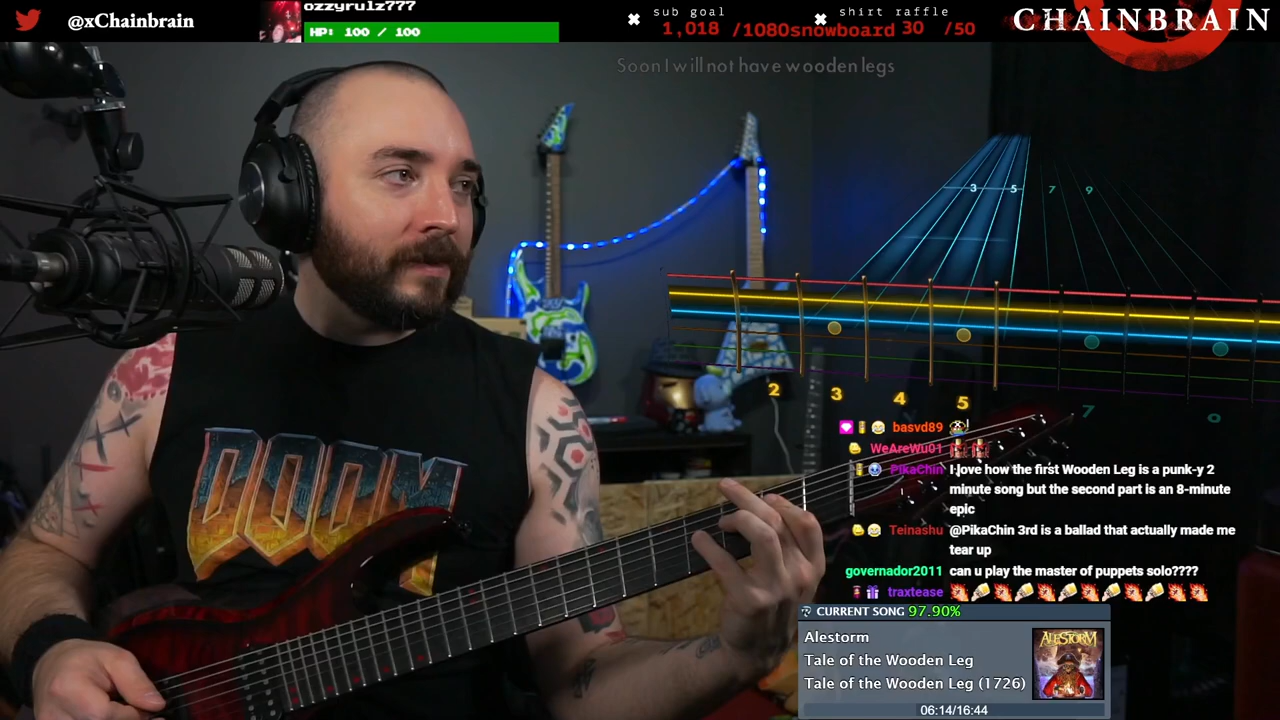 @xChainbrain
ozzyrulz777
HP: 100 / 100
sub goal
1,018 /1080snowboard
shirt raffle
30 /50
CHAINBRAIN
Soon I will not have wooden legs
3 5 7 9
2 3 4 5 7 9
DOOM
basvd89
WeAreWu01
PikaChin I love how the first Wooden Leg is a punk-y 2
minute song but the second part is an 8-minute
epic
Teinashu @PikaChin 3rd is a ballad that actually made me
tear up
governador2011 can u play the master of puppets solo????
traxtease
CURRENT SONG 97.90%
Alestorm
Tale of the Wooden Leg
Tale of the Wooden Leg (1726)
ALESTORM
06:14/16:44